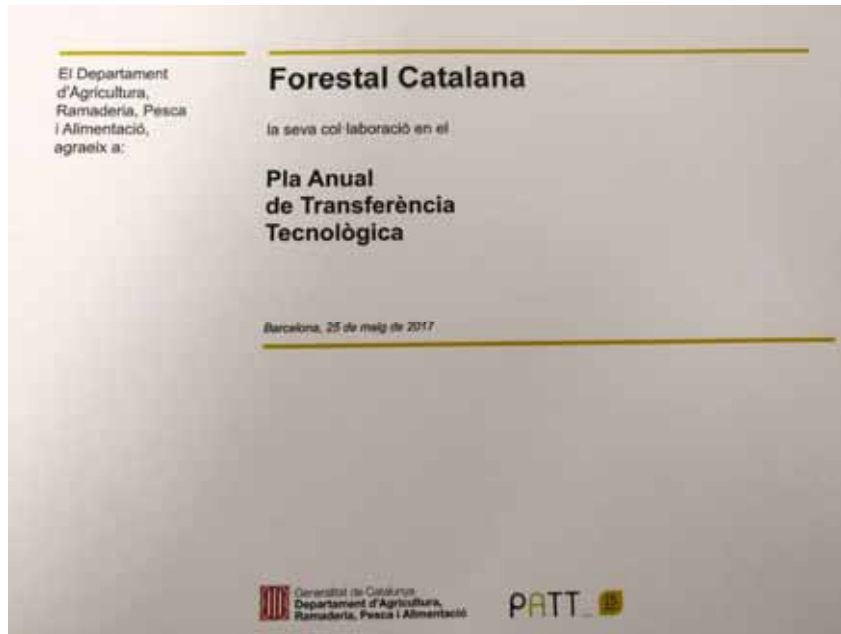 El Departament
d'Agricultura,
Ramaderia, Pesca
i Alimentació,
agraeix a:
Forestal Catalana
la seva col·laboració en el
Pla Anual
de Transferència
Tecnològica
Barcelona, 25 de maig de 2017
Generalitat de Catalunya
Departament d'Agricultura,
Ramaderia, Pesca i Alimentació
PATT_